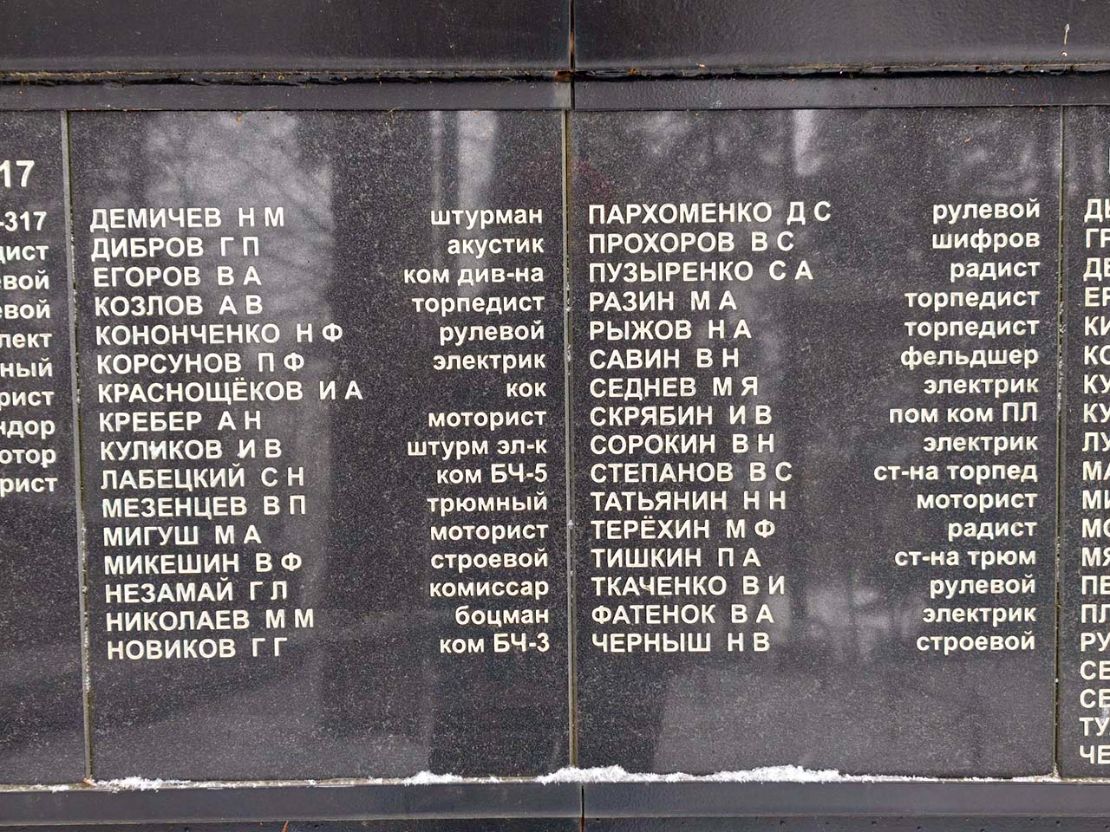 17
-317
ДЕМИЧЕВ Н М штурман
ДИБРОВ Г П акустик
ЕГОРОВ В А ком див-на
КОЗЛОВ А В торпедист
КОНОНЧЕНКО Н Ф рулевой
КОРСУНОВ П Ф электрик
КРАСНОЩЁКОВ И А кок
КРЕБЕР А Н моторист
КУЛИКОВ И В штурм эл-к
ЛАБЕЦКИЙ С Н ком БЧ-5
МЕЗЕНЦЕВ В П трюмный
МИГУШ М А моторист
МИКЕШИН В Ф строевой
НЕЗАМАЙ Г Л комиссар
НИКОЛАЕВ М М боцман
НОВИКОВ Г Г ком БЧ-3
ПАРХОМЕНКО Д С рулевой
ПРОХОРОВ В С шифров
ПУЗЫРЕНКО С А радист
РАЗИН М А торпедист
РЫЖОВ Н А торпедист
САВИН В Н фельдшер
СЕДНЕВ М Я электрик
СКРЯБИН И В пом ком ПЛ
СОРОКИН В Н электрик
СТЕПАНОВ В С ст-на торпед
ТАТЬЯНИН Н Н моторист
ТЕРЁХИН М Ф радист
ТИШКИН П А ст-на трюм
ТКАЧЕНКО В И рулевой
ФАТЕНОК В А электрик
ЧЕРНЫШ Н В строевой